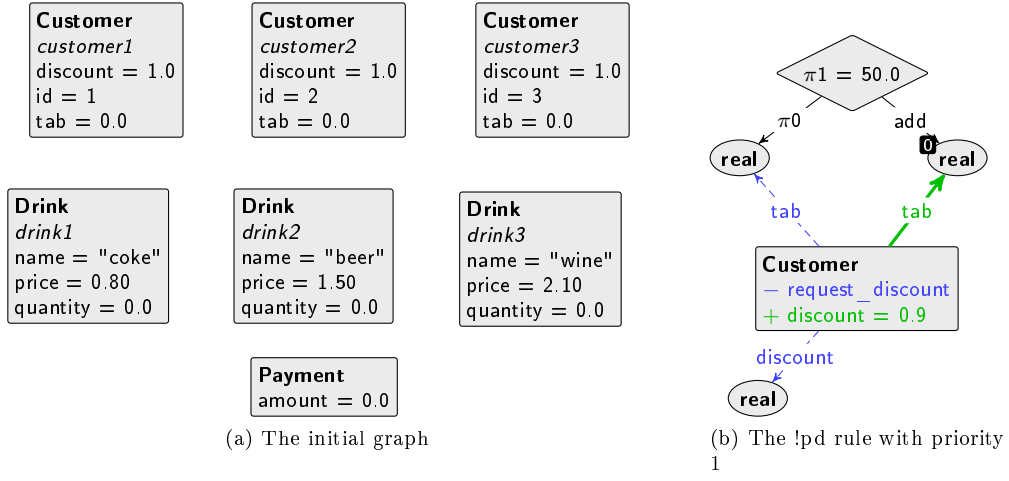 Customer
customer1
discount = 1.0
id = 1
tab = 0.0
Customer
customer2
discount = 1.0
id = 2
tab = 0.0
Customer
customer3
discount = 1.0
id = 3
tab = 0.0
Drink
drink1
name = "coke"
price = 0.80
quantity = 0.0
Drink
drink2
name = "beer"
price = 1.50
quantity = 0.0
Drink
drink3
name = "wine"
price = 2.10
quantity = 0.0
Payment
amount = 0.0
(a) The initial graph
π1 = 50.0
π0
add
0
real
real
tab
tab
Customer
− request_discount
+ discount = 0.9
discount
real
(b) The !pd rule with priority
1